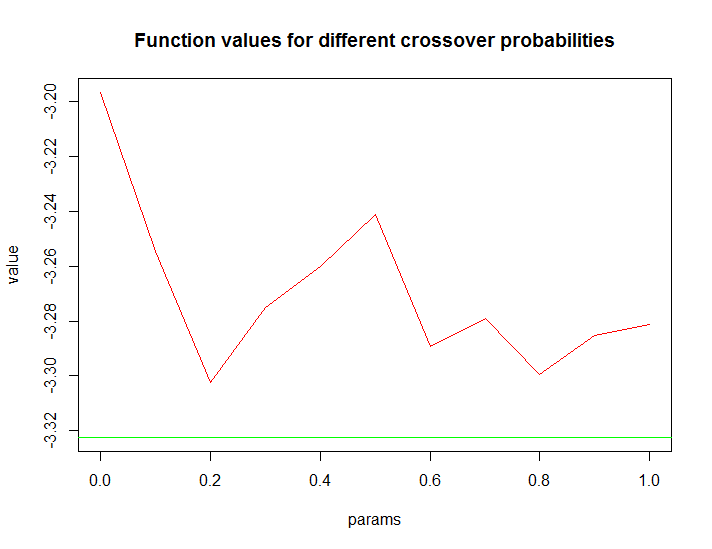 Function values for different crossover probabilities
value
-3.20
-3.22
-3.24
-3.26
-3.28
-3.30
-3.32
0.0 0.2 0.4 0.6 0.8 1.0
params